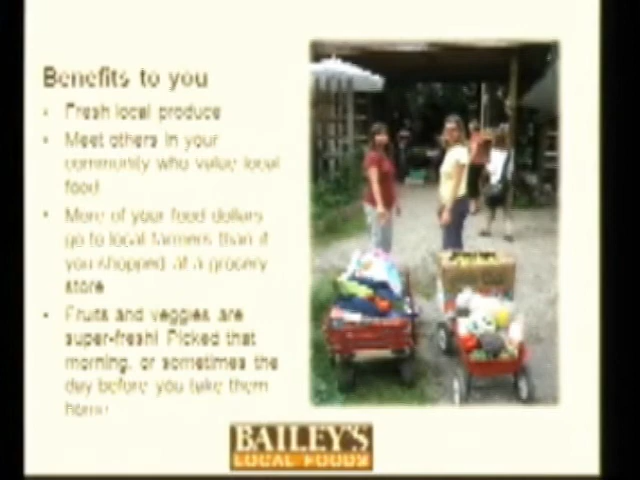 Benefits to you
• Fresh local produce
• Meet others in your
community who value local
food
• More of your food dollars
go to local farmers than if
you shopped at a grocery
store
• Fruits and veggies are
super-fresh! Picked that
morning, or sometimes the
day before you take them
home
BAILEY'S
LOCAL FOODS